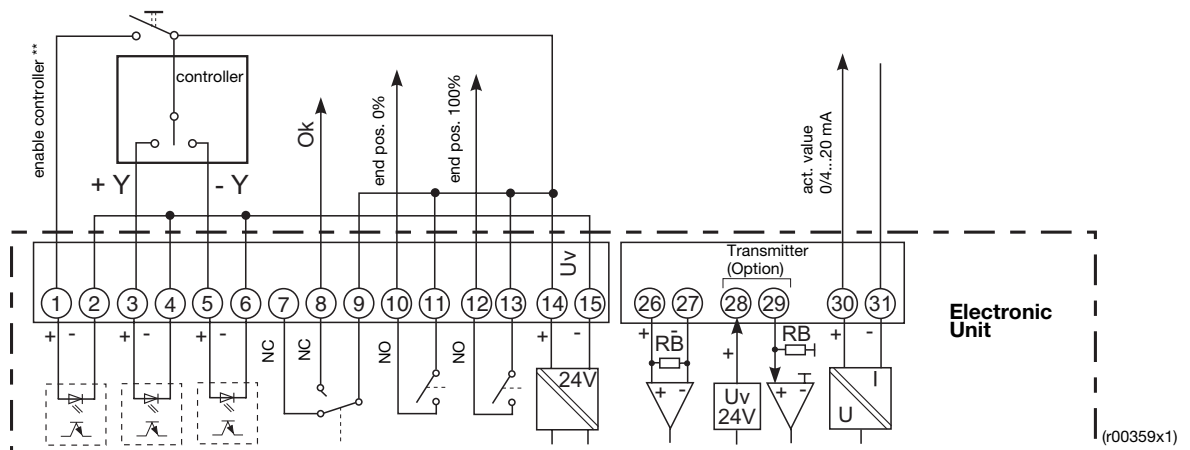 enable controller **
controller
+ Y
- Y
Ok
end pos. 0%
end pos. 100%
act. value
0/4...20 mA
Uv
Transmitter
(Option)
1 2 3 4 5 6 7 8 9 10 11 12 13 14 15
26 27 28 29 30 31
Electronic
Unit
+ - + - + - NC NC NO NO + -
+ - + + -
RB
RB
24V
+ -
Uv
24V
+ -
I
U
(r00359x1)